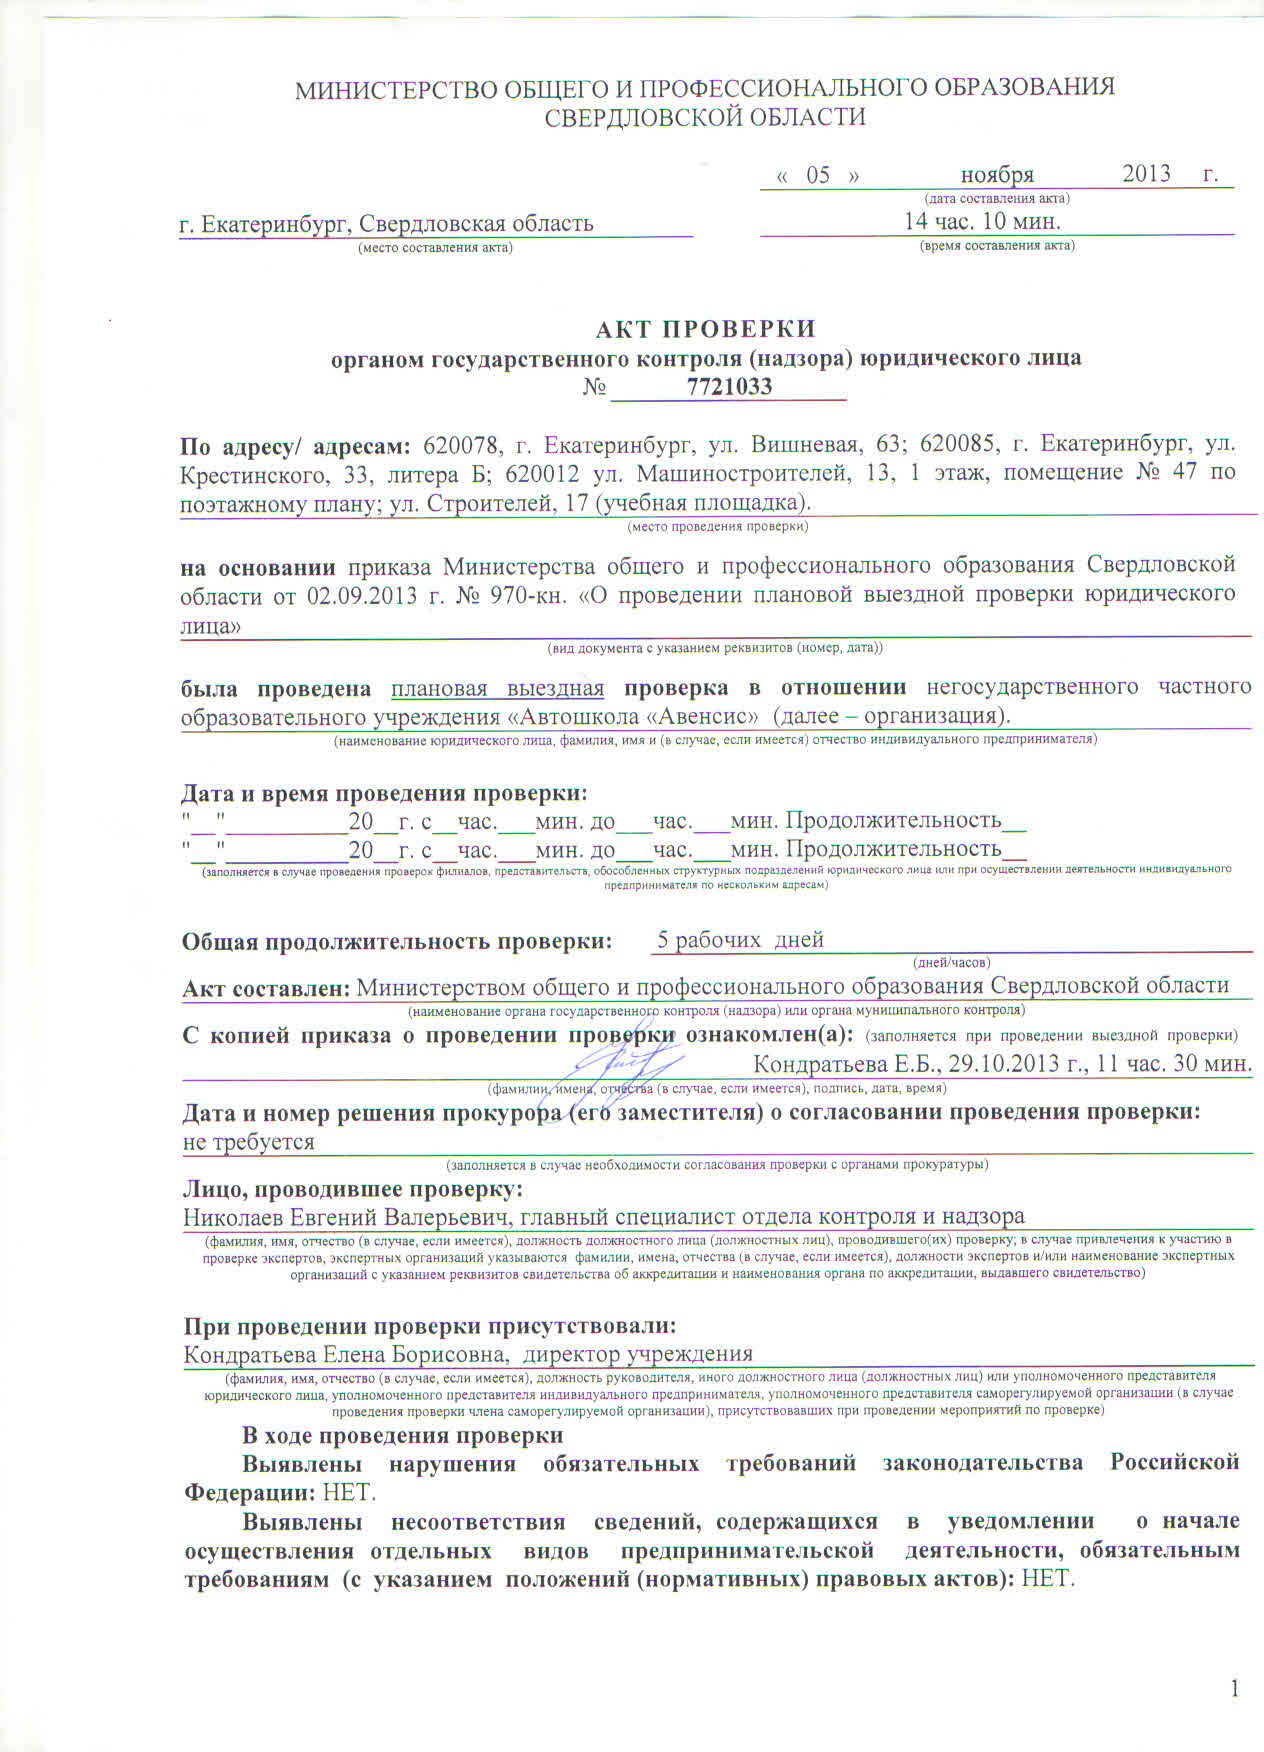 МИНИСТЕРСТВО ОБЩЕГО И ПРОФЕССИОНАЛЬНОГО ОБРАЗОВАНИЯ
СВЕРДЛОВСКОЙ ОБЛАСТИ
« 05 » ноября 2013 г.
(дата составления акта)
г. Екатеринбург, Свердловская область
14 час. 10 мин.
(место составления акта)
(время составления акта)
АКТ ПРОВЕРКИ
органом государственного контроля (надзора) юридического лица
№ 7721033
По адресу/ адресам: 620078, г. Екатеринбург, ул. Вишневая, 63; 620085, г. Екатеринбург, ул.
Крестинского, 33, литера Б; 620012 ул. Машиностроителей, 13, 1 этаж, помещение № 47 по
поэтажному плану; ул. Строителей, 17 (учебная площадка).
(место проведения проверки)
на основании приказа Министерства общего и профессионального образования Свердловской
области от 02.09.2013 г. № 970-кн. «О проведении плановой выездной проверки юридического
лица»
(вид документа с указанием реквизитов (номер, дата))
была проведена плановая выездная проверка в отношении негосударственного частного
образовательного учреждения «Автошкола «Авенсис» (далее – организация).
(наименование юридического лица, фамилия, имя и (в случае, если имеется) отчество индивидуального предпринимателя)
Дата и время проведения проверки:
"__"__________20__г. с__час.___мин. до___час.___мин. Продолжительность__
"__"__________20__г. с__час.___мин. до___час.___мин. Продолжительность__
(заполняется в случае проведения проверок филиалов, представительств, обособленных структурных подразделений юридического лица или при осуществлении деятельности индивидуального
предпринимателя по нескольким адресам)
Общая продолжительность проверки: 5 рабочих дней
(дней/часов)
Акт составлен: Министерством общего и профессионального образования Свердловской области
(наименование органа государственного контроля (надзора) или органа муниципального контроля)
С копией приказа о проведении проверки ознакомлен(а): (заполняется при проведении выездной проверки)
Кондратьева Е.Б., 29.10.2013 г., 11 час. 30 мин.
(фамилии, имена, отчества (в случае, если имеется), подпись, дата, время)
Дата и номер решения прокурора (его заместителя) о согласовании проведения проверки:
не требуется
(заполняется в случае необходимости согласования проверки с органами прокуратуры)
Лицо, проводившее проверку:
Николаев Евгений Валерьевич, главный специалист отдела контроля и надзора
(фамилия, имя, отчество (в случае, если имеется), должность должностного лица (должностных лиц), проводившего(их) проверку; в случае привлечения к участию в
проверке экспертов, экспертных организаций указываются фамилии, имена, отчества (в случае, если имеется), должности экспертов и/или наименование экспертных
организаций с указанием реквизитов свидетельства об аккредитации и наименования органа по аккредитации, выдавшего свидетельство)
При проведении проверки присутствовали:
Кондратьева Елена Борисовна, директор учреждения
(фамилия, имя, отчество (в случае, если имеется), должность руководителя, иного должностного лица (должностных лиц) или уполномоченного представителя
юридического лица, уполномоченного представителя индивидуального предпринимателя, уполномоченного представителя саморегулируемой организации (в случае
проведения проверки члена саморегулируемой организации), присутствовавших при проведении мероприятий по проверке)
В ходе проведения проверки
Выявлены нарушения обязательных требований законодательства Российской
Федерации: НЕТ.
Выявлены несоответствия сведений, содержащихся в уведомлении о начале
осуществления отдельных видов предпринимательской деятельности, обязательным
требованиям (с указанием положений (нормативных) правовых актов): НЕТ.
1